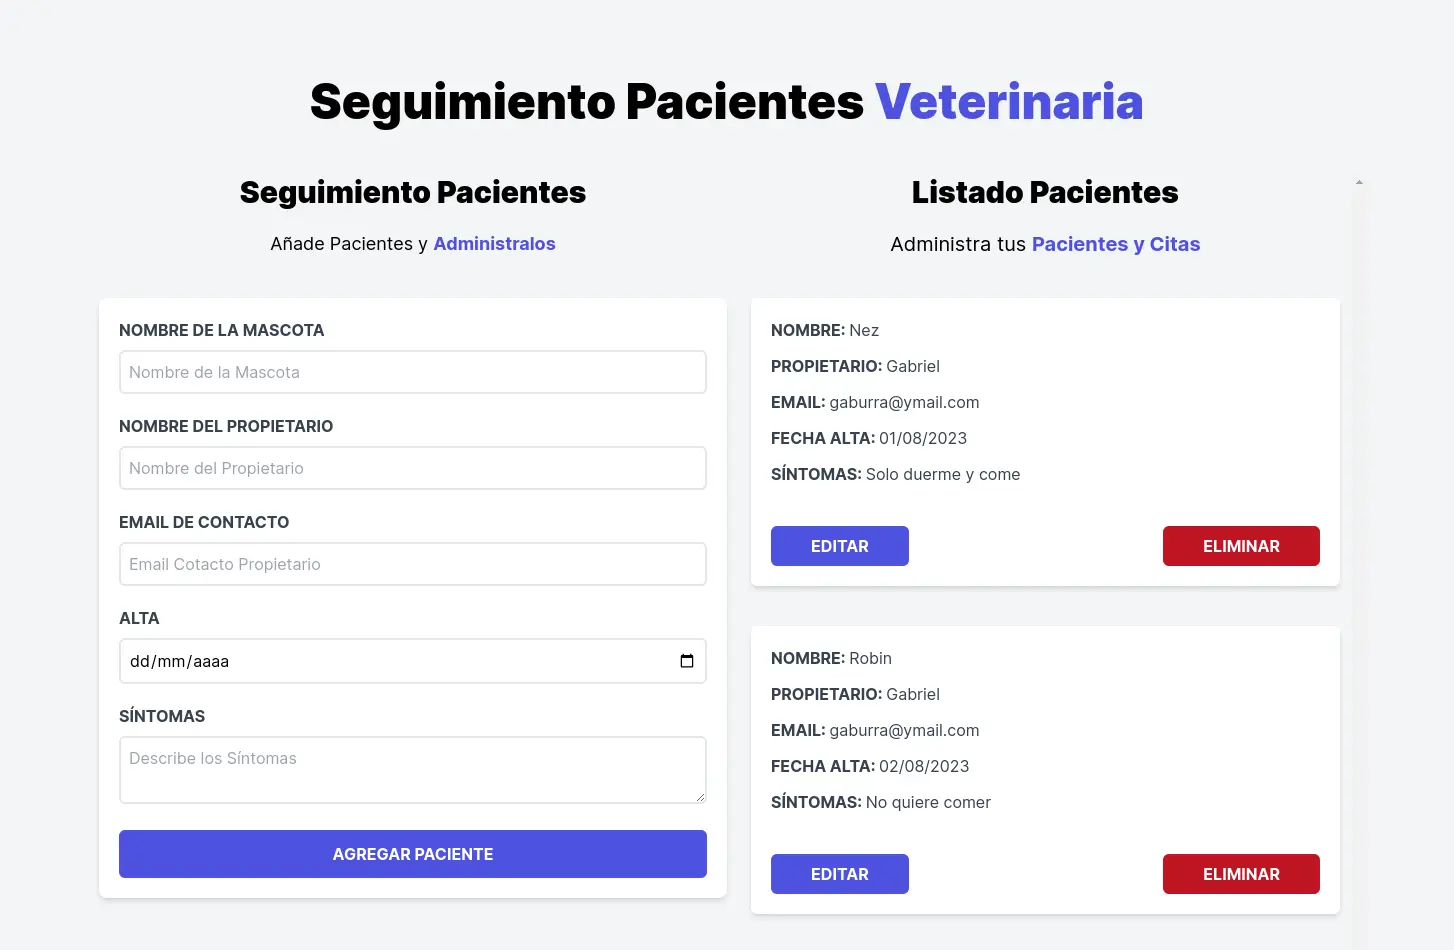 Seguimiento Pacientes Veterinaria
Seguimiento Pacientes
Añade Pacientes y Administralos
NOMBRE DE LA MASCOTA
Nombre de la Mascota
NOMBRE DEL PROPIETARIO
Nombre del Propietario
EMAIL DE CONTACTO
Email Cotacto Propietario
ALTA
dd/mm/aaaa
SÍNTOMAS
Describe los Síntomas
AGREGAR PACIENTE
Listado Pacientes
Administra tus Pacientes y Citas
NOMBRE: Nez
PROPIETARIO: Gabriel
EMAIL: gaburra@ymail.com
FECHA ALTA: 01/08/2023
SÍNTOMAS: Solo duerme y come
EDITAR
ELIMINAR
NOMBRE: Robin
PROPIETARIO: Gabriel
EMAIL: gaburra@ymail.com
FECHA ALTA: 02/08/2023
SÍNTOMAS: No quiere comer
EDITAR
ELIMINAR